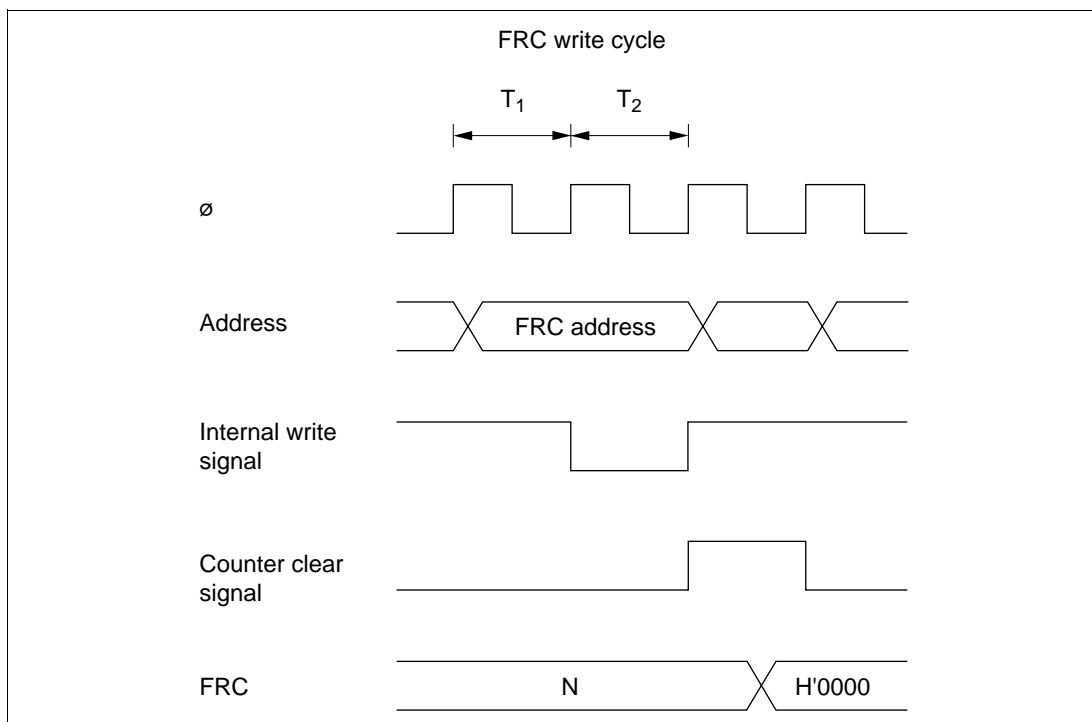 FRC write cycle
T1 T2
ø
Address
FRC address
Internal write
signal
Counter clear
signal
FRC
N
H'0000